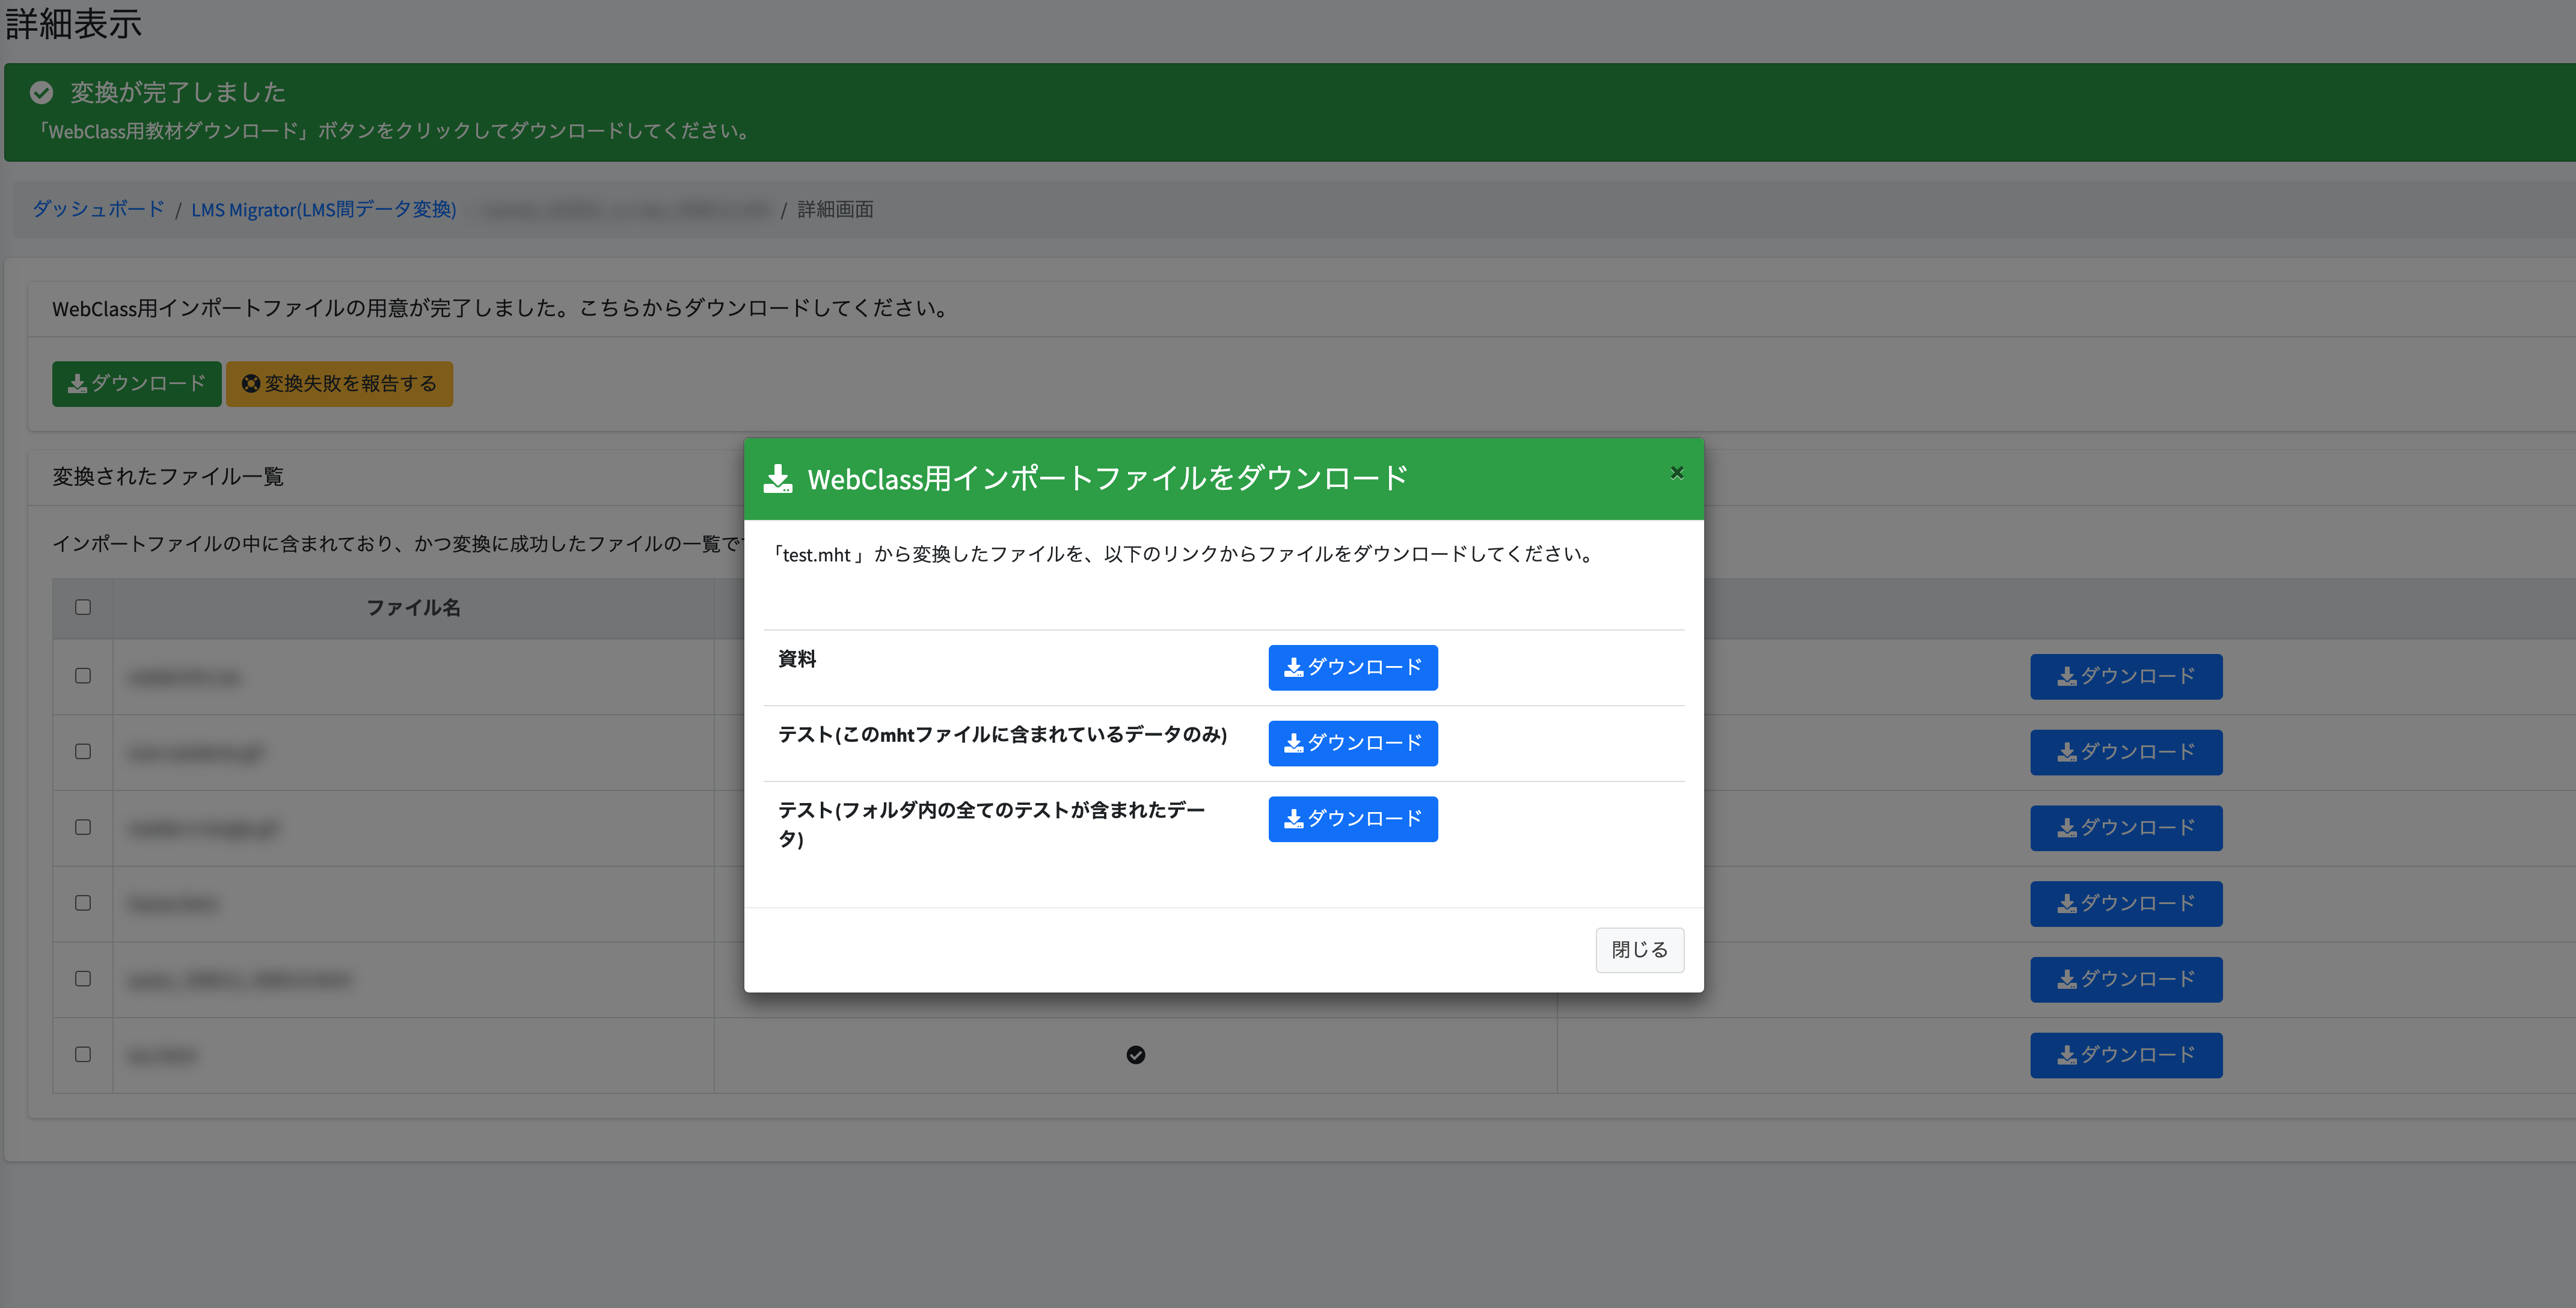 詳細表示
変換が完了しました
「WebClass用教材ダウンロード」ボタンをクリックしてダウンロードしてください。
ダッシュボード / LMS Migrator(LMS間データ変換) / 詳細画面
WebClass用インポートファイルの用意が完了しました。こちらからダウンロードしてください。
ダウンロード 変換失敗を報告する
変換されたファイル一覧
インポートファイルの中に含まれており、かつ変換に成功したファイルの一覧で
ファイル名
WebClass用インポートファイルをダウンロード ×
「test.mht 」から変換したファイルを、以下のリンクからファイルをダウンロードしてください。
資料 ダウンロード
テスト(このmhtファイルに含まれているデータのみ) ダウンロード
テスト(フォルダ内の全てのテストが含まれたデー ダウンロード
タ)
閉じる
ダウンロード
ダウンロード
ダウンロード
ダウンロード
ダウンロード
ダウンロード